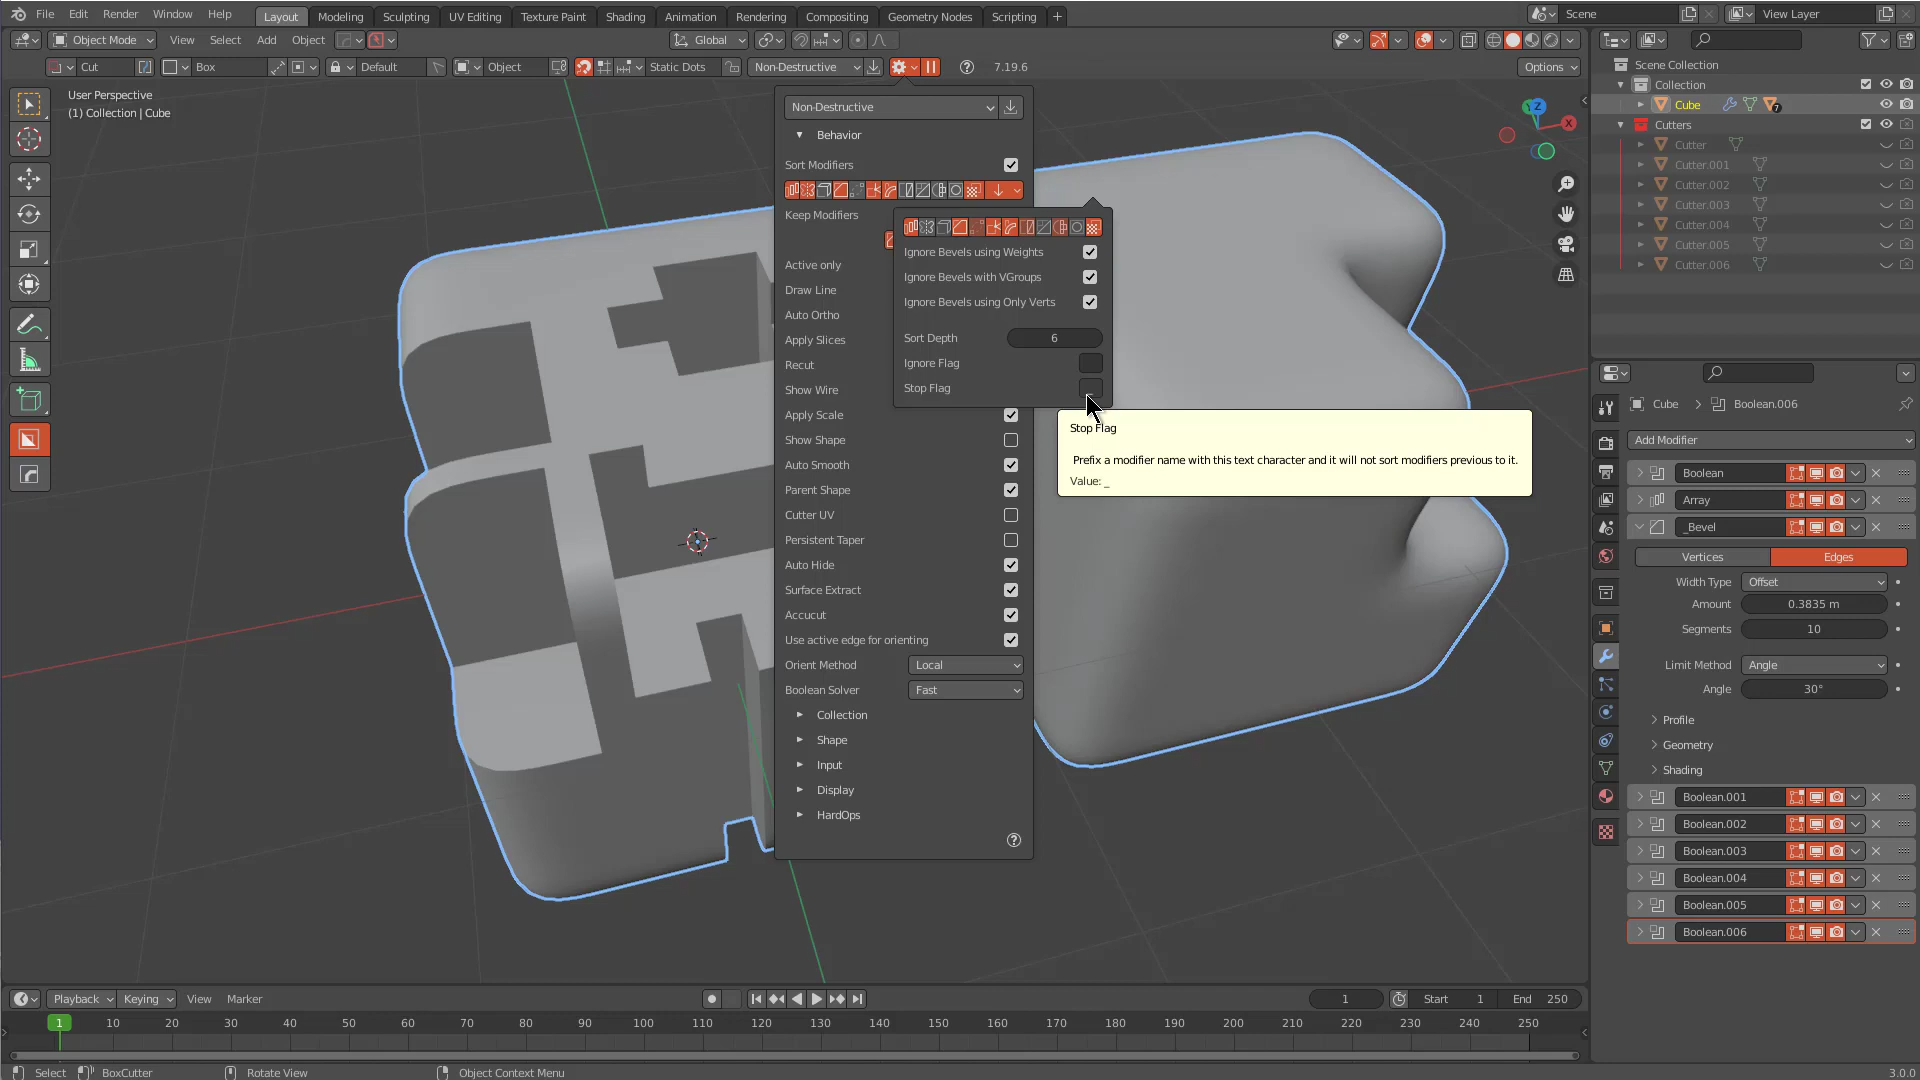 File Edit Render Window Help Layout Modeling Sculpting UV Editing Texture Paint Shading Animation Rendering Compositing Geometry Nodes Scripting + Scene View Layer
Object Mode View Select Add Object Global
Cut Box Default Object Static Dots Non-Destructive 7.19.6 Options
User Perspective
(1) Collection | Cube
Non-Destructive
Behavior
Sort Modifiers
Keep Modifiers
Active only
Draw Line
Auto Ortho
Apply Slices
Recut
Show Wire
Apply Scale
Show Shape
Auto Smooth
Parent Shape
Cutter UV
Persistent Taper
Auto Hide
Surface Extract
Accucut
Use active edge for orienting
Orient Method Local
Boolean Solver Fast
Collection
Shape
Input
Display
HardOps
Ignore Bevels using Weights
Ignore Bevels with VGroups
Ignore Bevels using Only Verts
Sort Depth 6
Ignore Flag
Stop Flag
Stop Flag
Prefix a modifier name with this text character and it will not sort modifiers previous to it.
Value: _
Z
Y
X
Scene Collection
Collection
Cube 7
Cutters
Cutter
Cutter.001
Cutter.002
Cutter.003
Cutter.004
Cutter.005
Cutter.006
Cube > Boolean.006
Add Modifier
Boolean
Array
_Bevel
Vertices Edges
Width Type Offset
Amount 0.3835 m
Segments 10
Limit Method Angle
Angle 30°
Profile
Geometry
Shading
Boolean.001
Boolean.002
Boolean.003
Boolean.004
Boolean.005
Boolean.006
Playback Keying View Marker 1 Start 1 End 250
1 10 20 30 40 50 60 70 80 90 100 110 120 130 140 150 160 170 180 190 200 210 220 230 240 250
Select BoxCutter Rotate View Object Context Menu 3.0.0